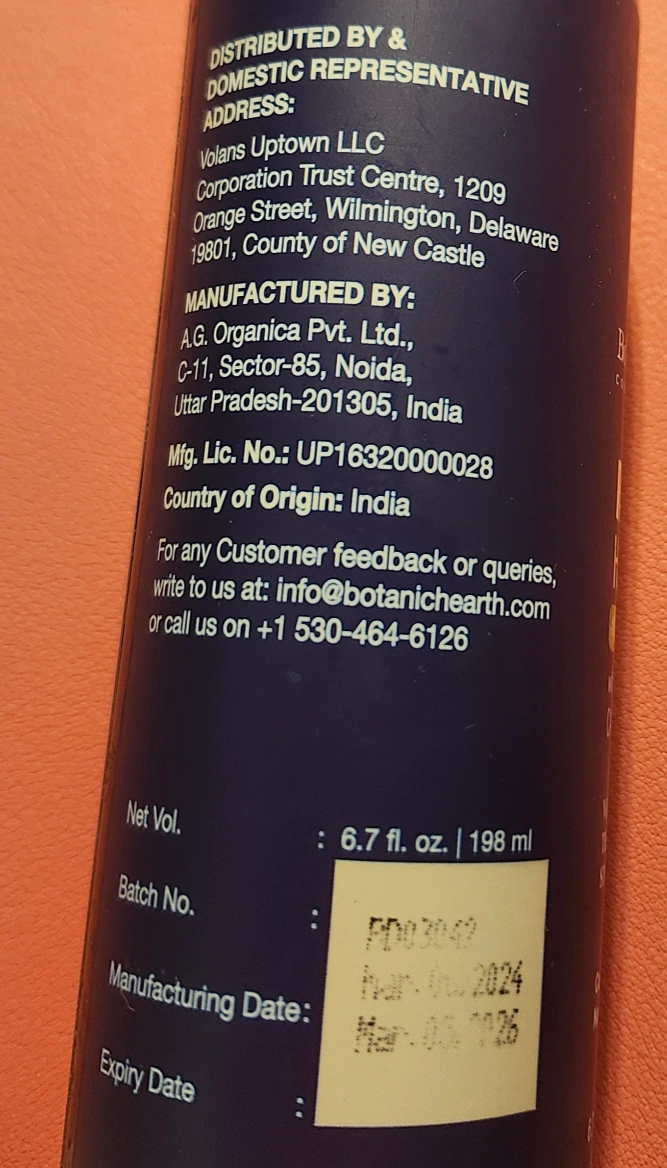 DISTRIBUTED BY &
DOMESTIC REPRESENTATIVE
ADDRESS:
Volans Uptown LLC
Corporation Trust Centre, 1209
Orange Street, Wilmington, Delaware
19801, County of New Castle
MANUFACTURED BY:
A.G. Organica Pvt. Ltd.,
C-11, Sector-85, Noida,
Uttar Pradesh-201305, India
Mfg. Lic. No.: UP16320000028
Country of Origin: India
For any Customer feedback or queries,
write to us at: info@botanichearth.com
or call us on +1 530-464-6126
Net Vol. : 6.7 fl. oz. | 198 ml
Batch No. :
Manufacturing Date: 2024
Expiry Date : Mar.